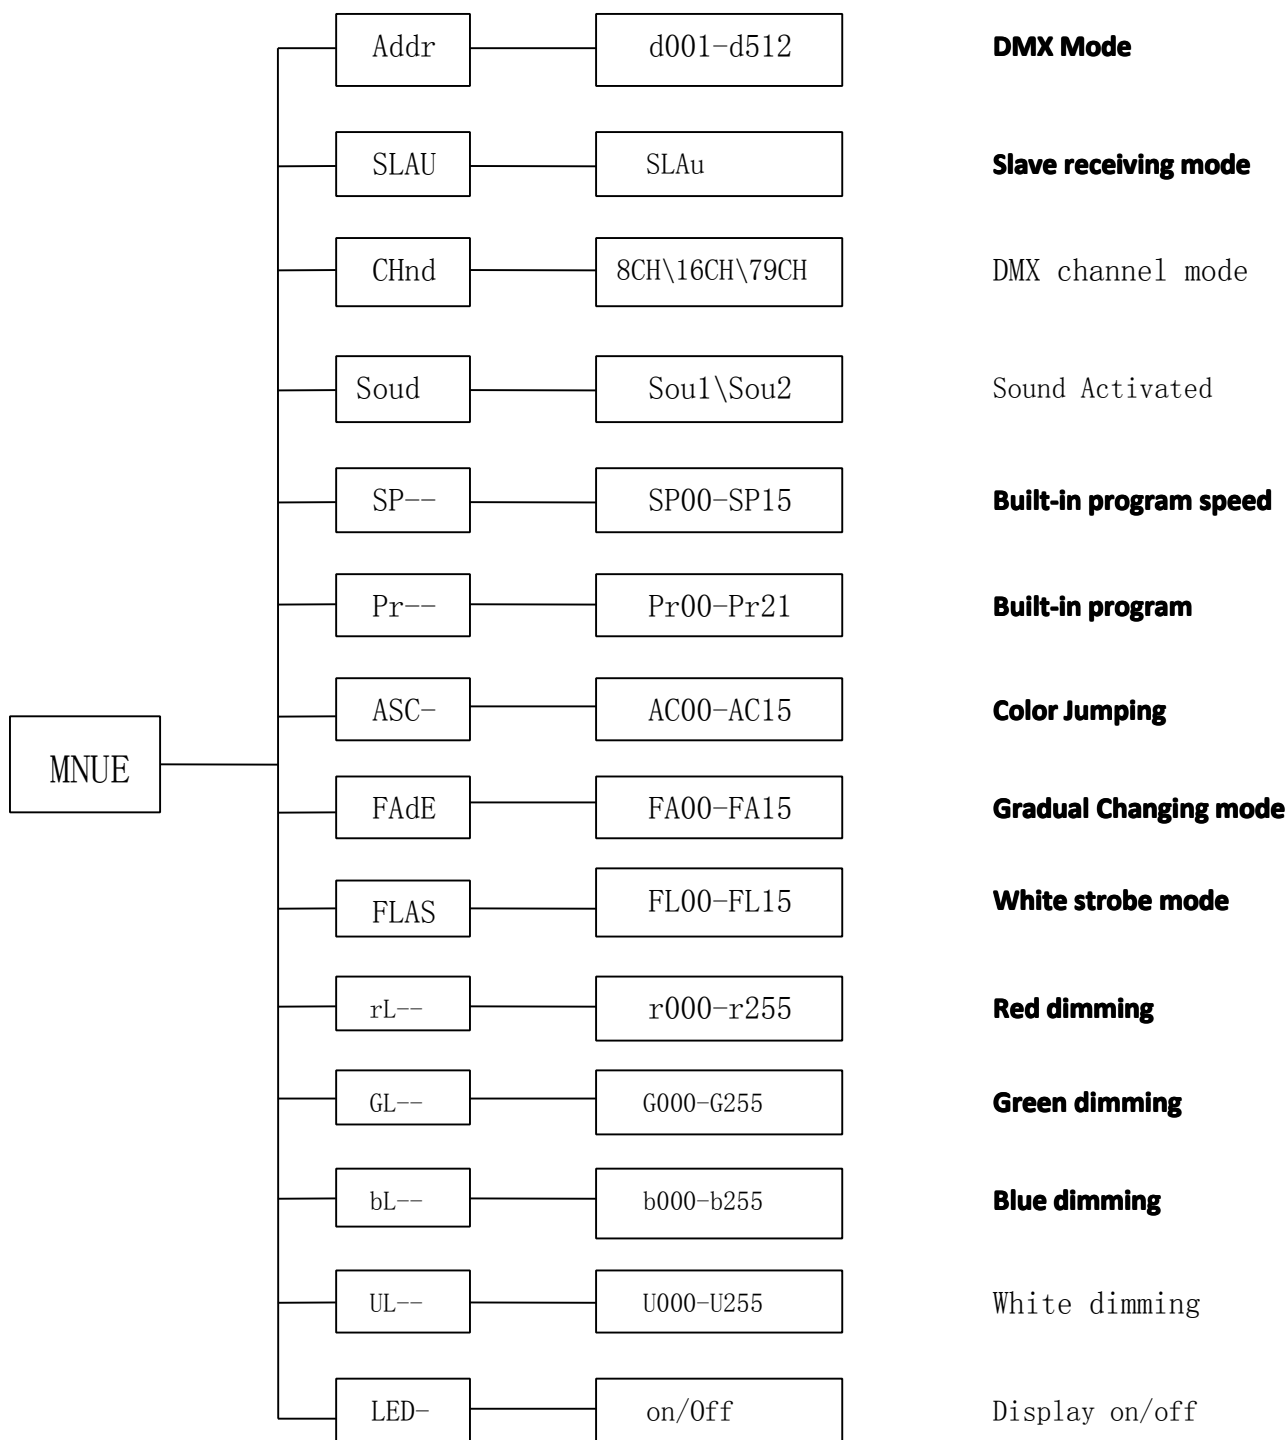 Addr d001-d512 DMX Mode
SLAU SLAu Slave receiving mode
CHnd 8CH\16CH\79CH DMX channel mode
Soud Sou1\Sou2 Sound Activated
SP-- SP00-SP15 Built-in program speed
Pr-- Pr00-Pr21 Built-in program
ASC- AC00-AC15 Color Jumping
MNUE
FAdE FA00-FA15 Gradual Changing mode
FLAS FL00-FL15 White strobe mode
rL-- r000-r255 Red dimming
GL-- G000-G255 Green dimming
bL-- b000-b255 Blue dimming
UL-- U000-U255 White dimming
LED- on/Off Display on/off